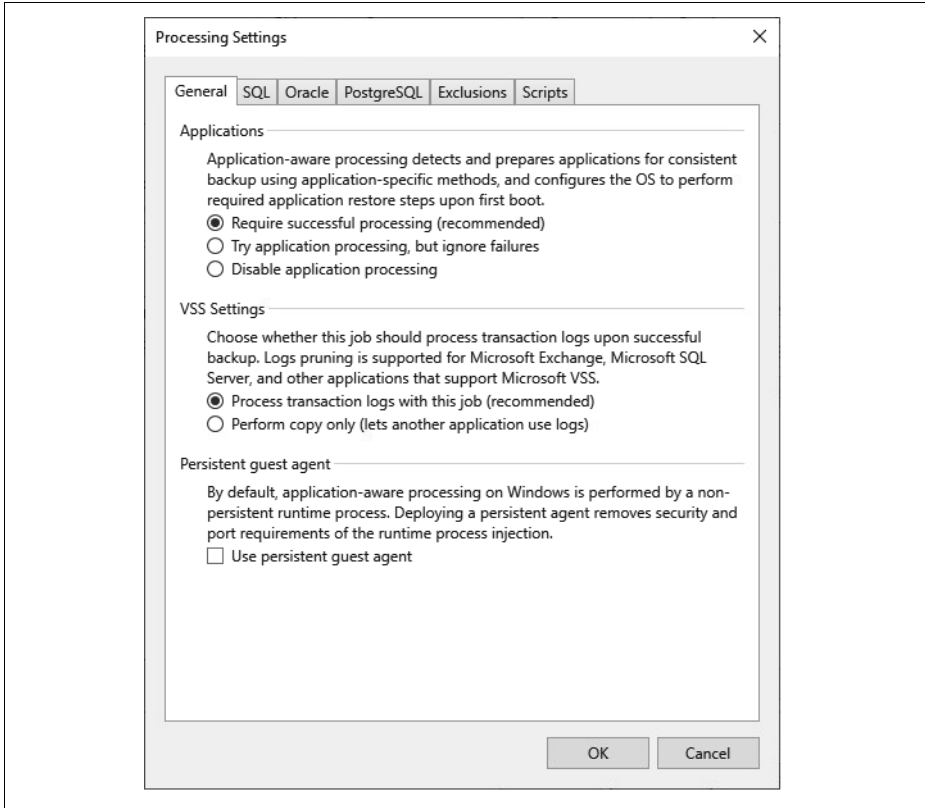 Processing Settings
General SQL Oracle PostgreSQL Exclusions Scripts
Applications
Application-aware processing detects and prepares applications for consistent
backup using application-specific methods, and configures the OS to perform
required application restore steps upon first boot.
Require successful processing (recommended)
Try application processing, but ignore failures
Disable application processing
VSS Settings
Choose whether this job should process transaction logs upon successful
backup. Logs pruning is supported for Microsoft Exchange, Microsoft SQL
Server, and other applications that support Microsoft VSS.
Process transaction logs with this job (recommended)
Perform copy only (lets another application use logs)
Persistent guest agent
By default, application-aware processing on Windows is performed by a non-
persistent runtime process. Deploying a persistent agent removes security and
port requirements of the runtime process injection.
Use persistent guest agent
OK Cancel